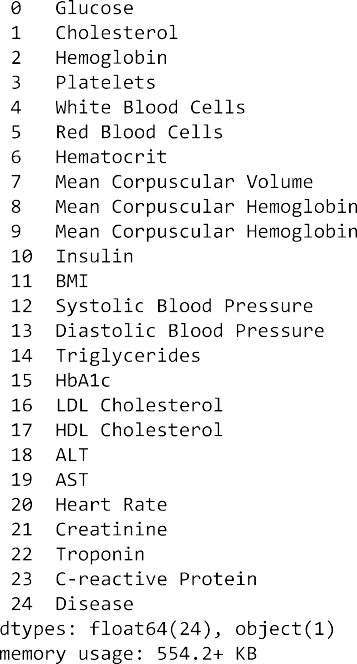 0 Glucose
1 Cholesterol
2 Hemoglobin
3 Platelets
4 White Blood Cells
5 Red Blood Cells
6 Hematocrit
7 Mean Corpuscular Volume
8 Mean Corpuscular Hemoglobin
9 Mean Corpuscular Hemoglobin
10 Insulin
11 BMI
12 Systolic Blood Pressure
13 Diastolic Blood Pressure
14 Triglycerides
15 HbA1c
16 LDL Cholesterol
17 HDL Cholesterol
18 ALT
19 AST
20 Heart Rate
21 Creatinine
22 Troponin
23 C-reactive Protein
24 Disease
dtypes: float64(24), object(1)
memory usage: 554.2+ KB